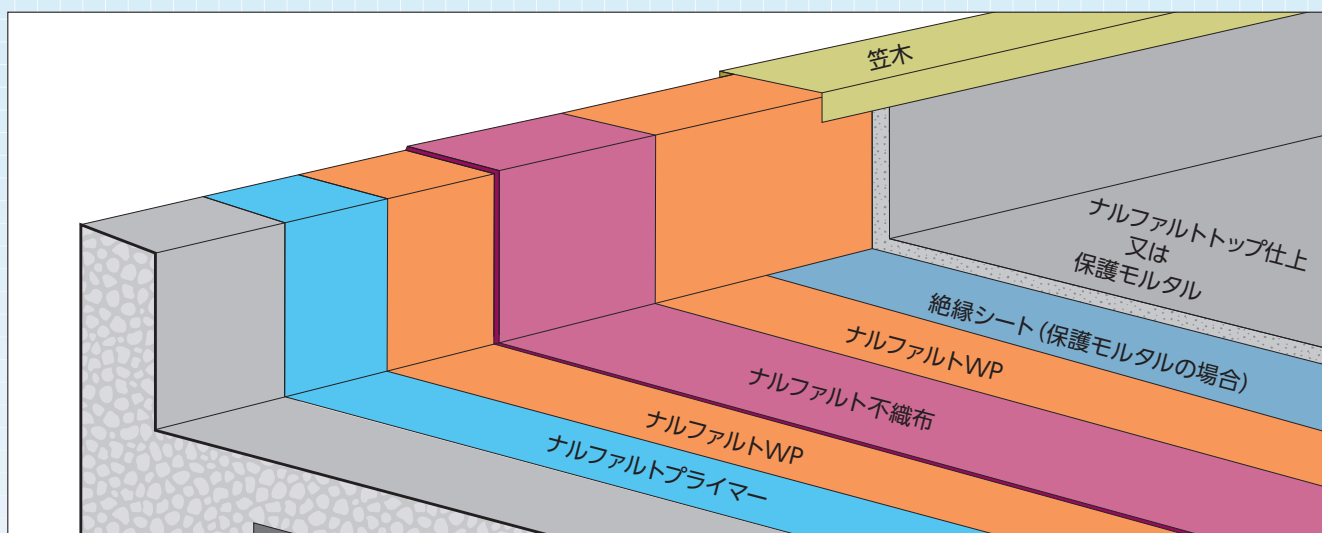 笠木
ナルファルトトップ仕上
又は
保護モルタル
絶縁シート(保護モルタルの場合)
ナルファルトWP
ナルファルト不織布
ナルファルトWP
ナルファルトプライマー